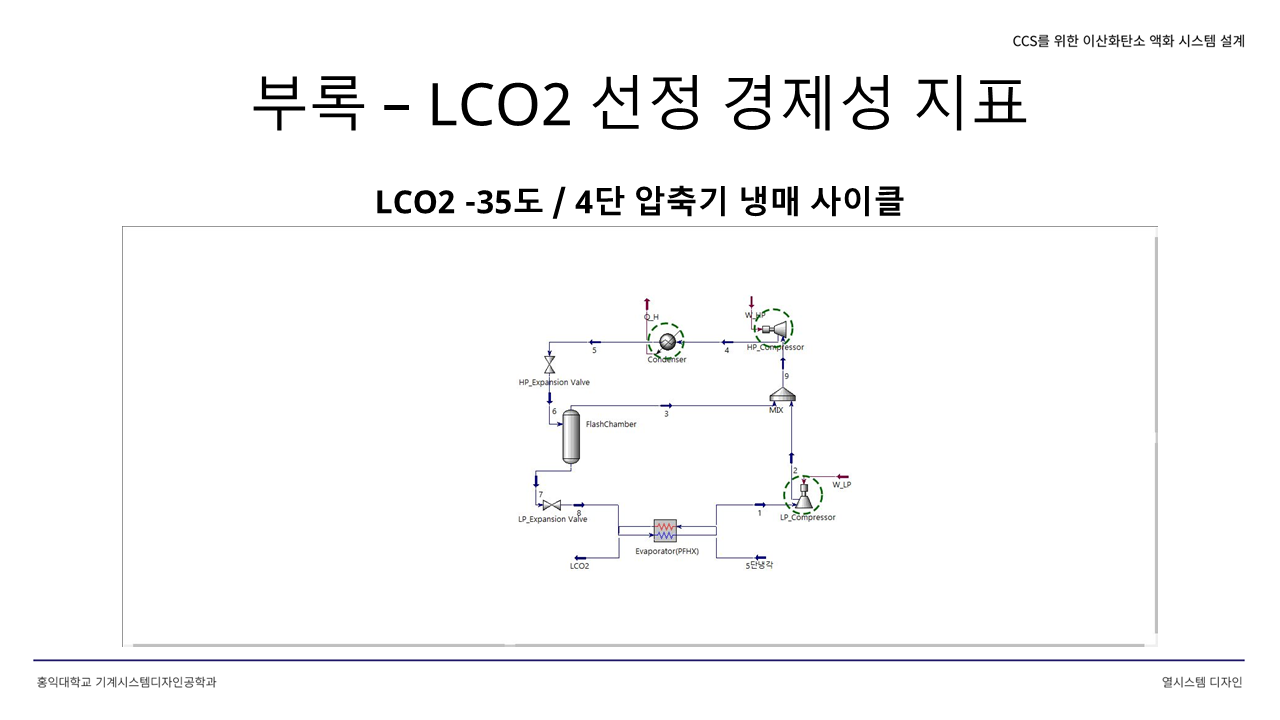 CCS를 위한 이산화탄소 액화 시스템 설계
부록 – LCO2 선정 경제성 지표
LCO2 -35도 / 4단 압축기 냉매 사이클
Q_H
W_HP
5
4
Condenser
HP_Compressor
HP_Expansion Valve
9
6
3
MIX
FlashChamber
2
W_LP
7
8
1
LP_Expansion Valve
LP_Compressor
Evaporator(PFHX)
LCO2
5단냉각
홍익대학교 기계시스템디자인공학과
열시스템 디자인